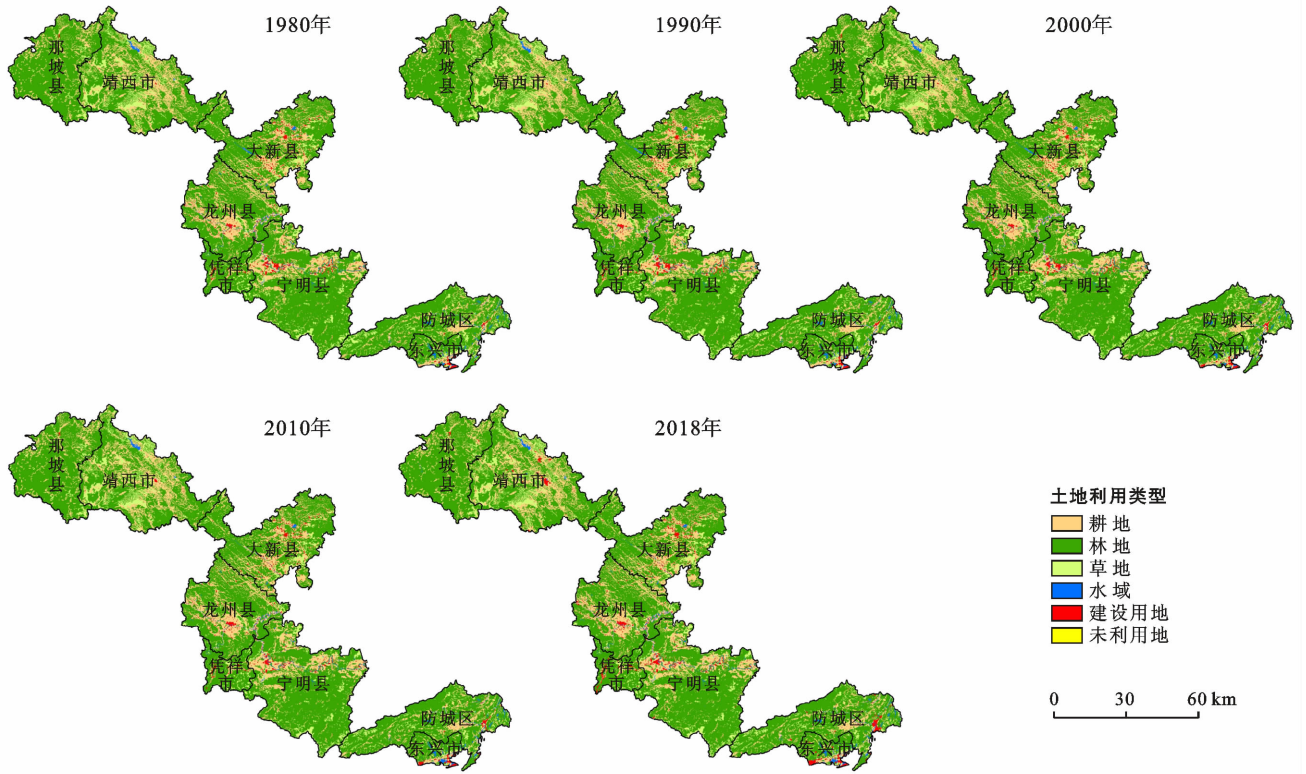 1980年
那坡县
靖西市
大新县
龙州县
凭祥市
宁明县
防城区
东兴市
1990年
那坡县
靖西市
大新县
龙州县
凭祥市
宁明县
防城区
东兴市
2000年
那坡县
靖西市
大新县
龙州县
凭祥市
宁明县
防城区
东兴市
2010年
那坡县
靖西市
大新县
龙州县
凭祥市
宁明县
防城区
东兴市
2018年
那坡县
靖西市
大新县
龙州县
凭祥市
宁明县
防城区
东兴市
土地利用类型
耕地
林地
草地
水域
建设用地
未利用地
0 30 60 km